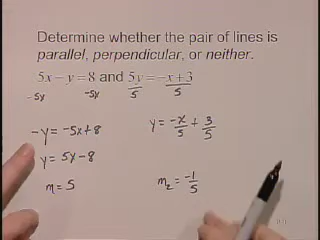 Determine whether the pair of lines is
parallel, perpendicular, or neither.
5x − y = 8 and 5y = −x + 3
-5x -5x 5 5
-y = -5x+8 y = -x/5 + 3/5
y = 5x-8
m = 5 m₂ = -1/5